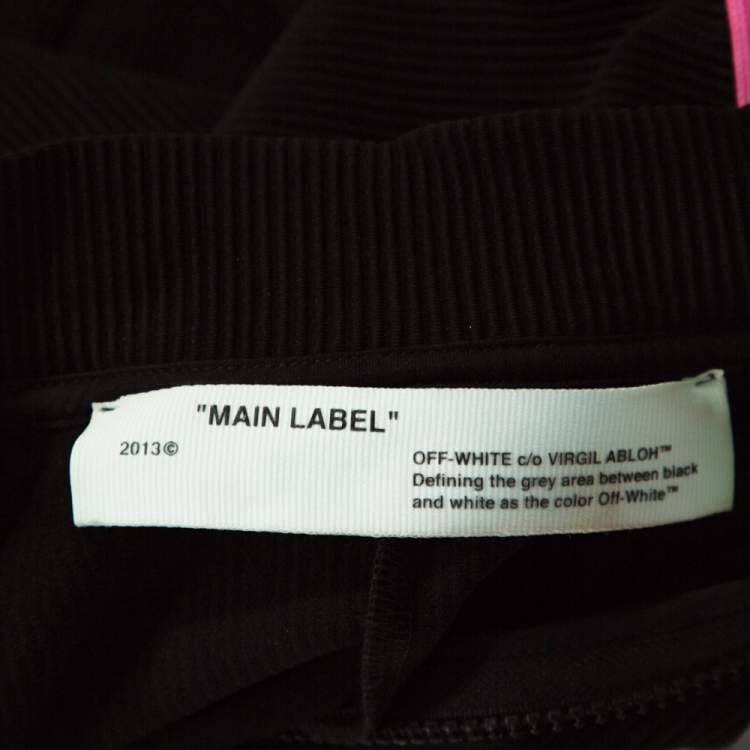 "MAIN LABEL"
2013©
OFF-WHITE c/o VIRGIL ABLOH™
Defining the grey area between black
and white as the color Off-White™